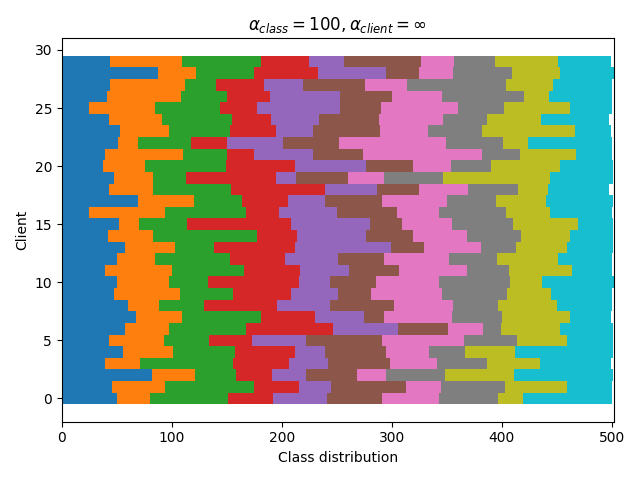 α_class = 100, α_client = ∞
30
25
20
15
10
5
0
Client
0 100 200 300 400 500
Class distribution